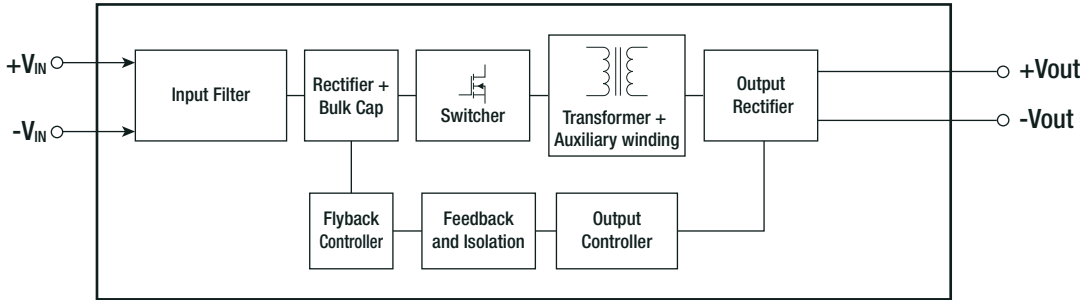 +VIN
-VIN
Input Filter
Rectifier +
Bulk Cap
Switcher
Transformer +
Auxiliary winding
Output
Rectifier
+Vout
-Vout
Flyback
Controller
Feedback
and Isolation
Output
Controller